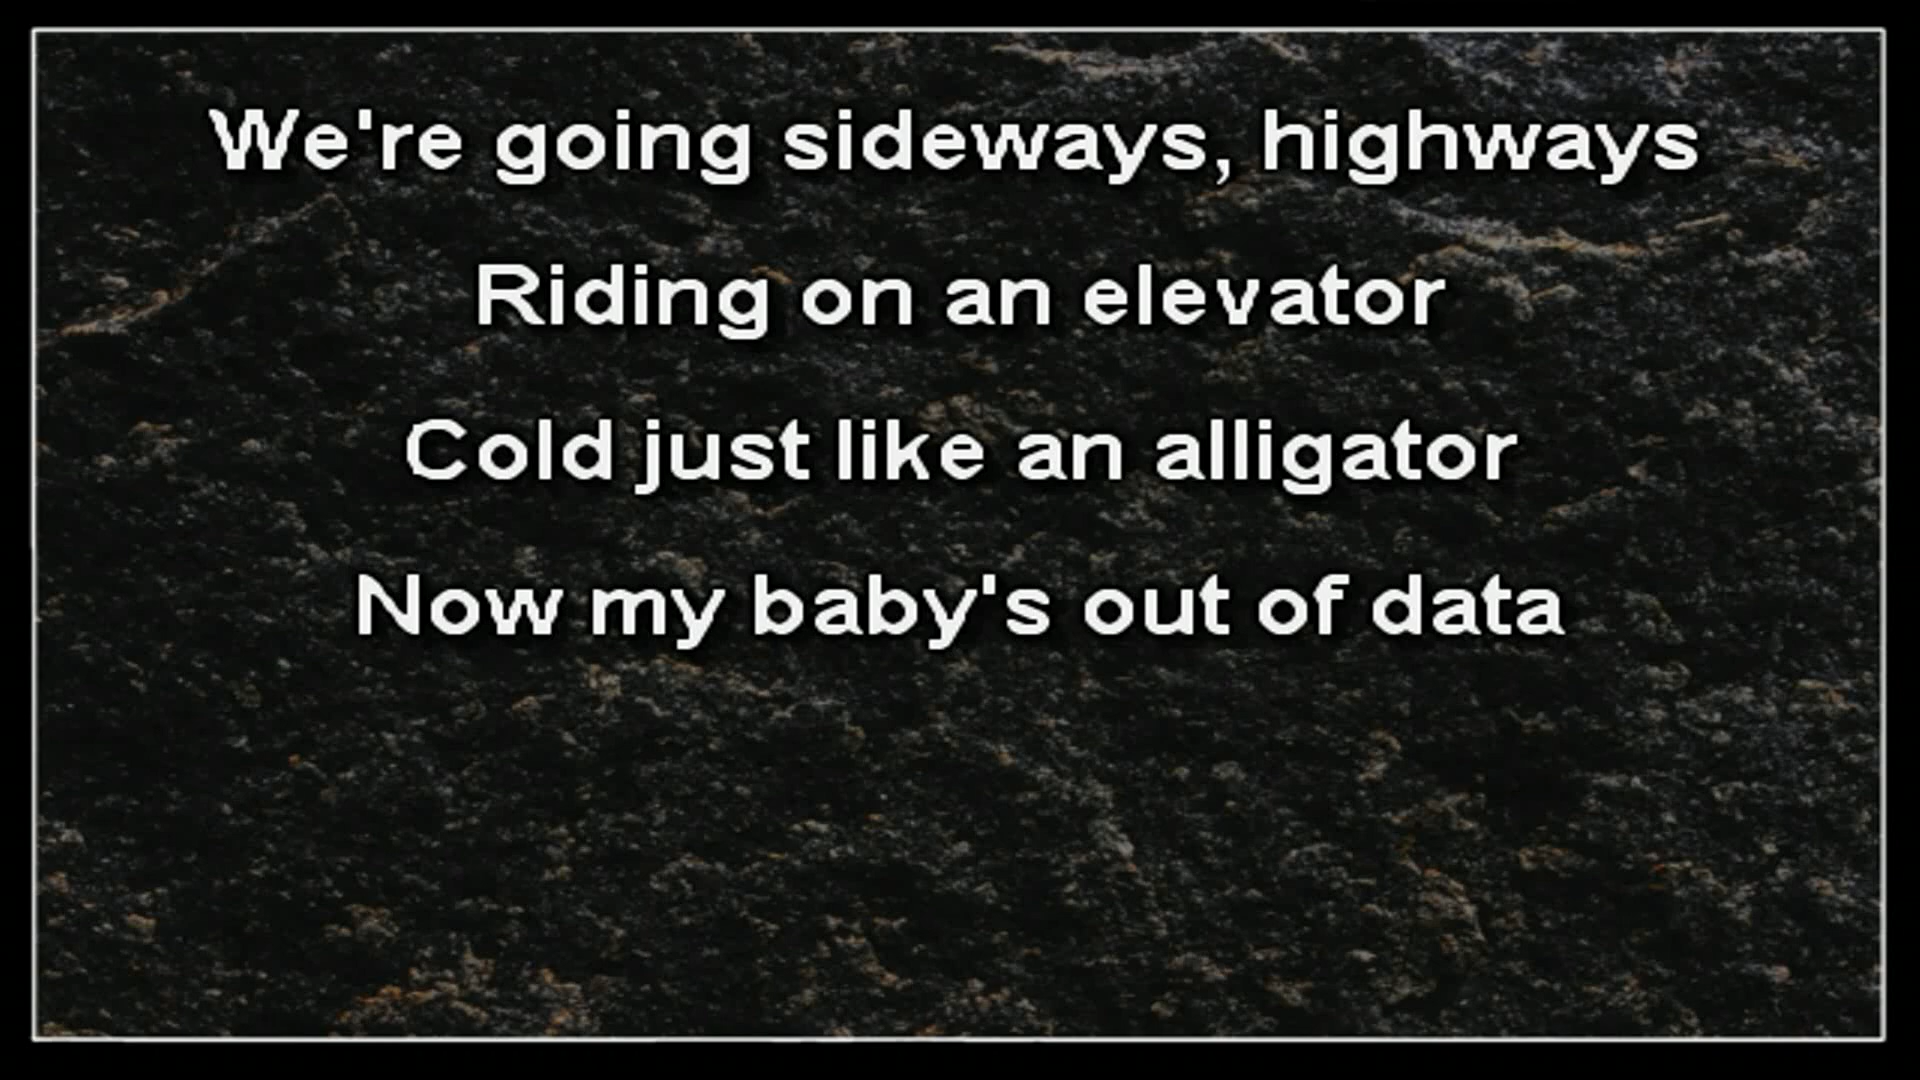 We're going sideways, highways
Riding on an elevator
Cold just like an alligator
Now my baby's out of data